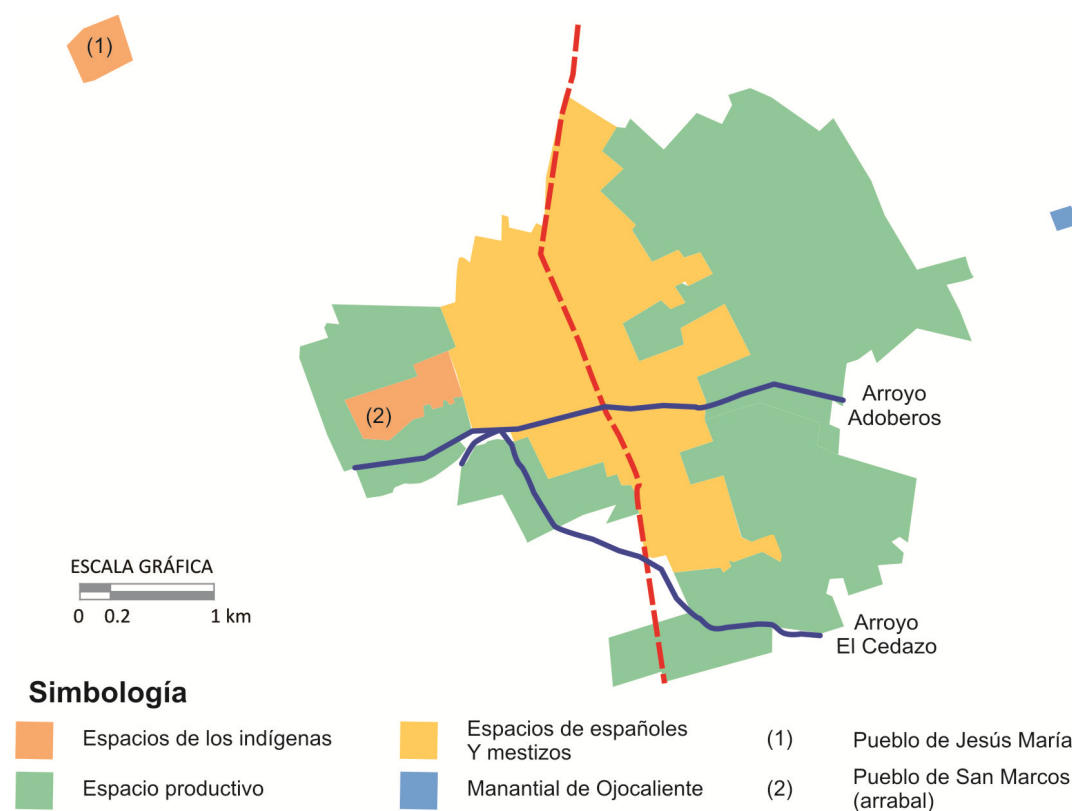 (1)
(2)
Arroyo
Adoberos
ESCALA GRÁFICA
0 0.2 1 km
Arroyo
El Cedazo
Simbología
Espacios de los indígenas
Espacio productivo
Espacios de españoles
Y mestizos
Manantial de Ojocaliente
(1) Pueblo de Jesús María
(2) Pueblo de San Marcos
(arrabal)